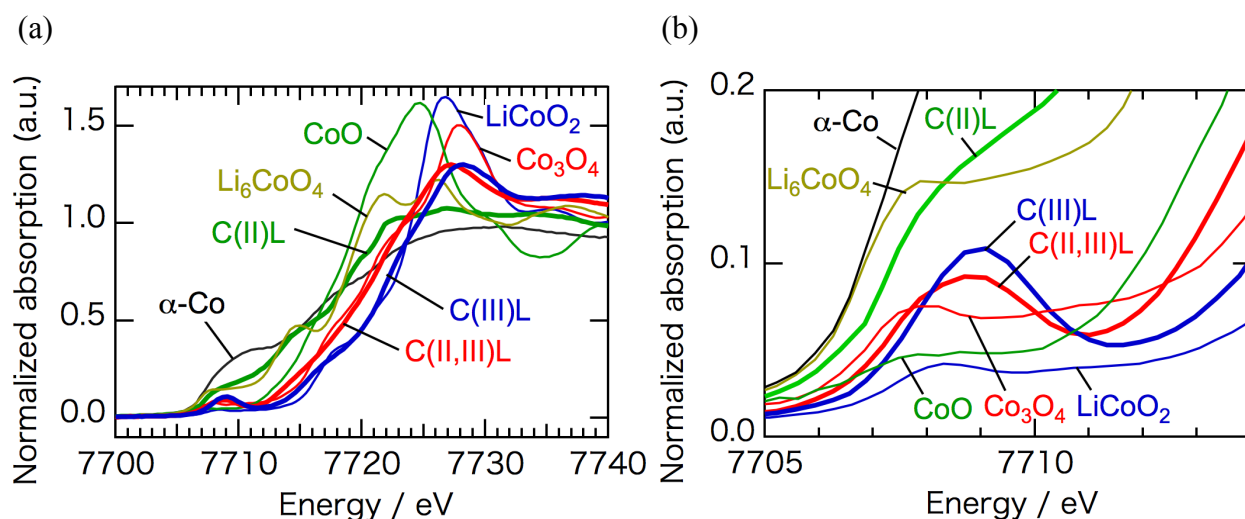 (a)
(b)
Normalized absorption (a.u.)
1.5
1.0
0.5
0.0
LiCoO2
CoO
Co3O4
Li6CoO4
C(II)L
α-Co
C(III)L
C(II,III)L
7700
7710
7720
7730
7740
Energy / eV
Normalized absorption (a.u.)
0.2
0.1
0.0
α-Co
C(II)L
Li6CoO4
C(III)L
C(II,III)L
CoO
Co3O4
LiCoO2
7705
7710
Energy / eV